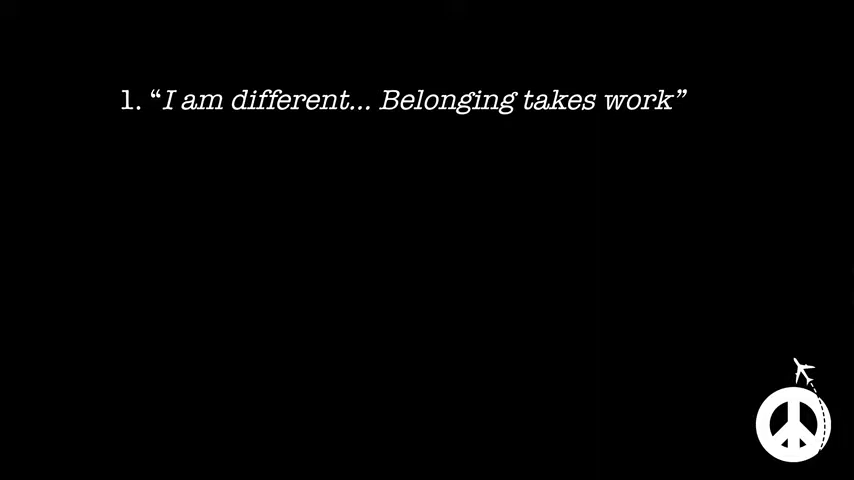 1. “I am different... Belonging takes work”